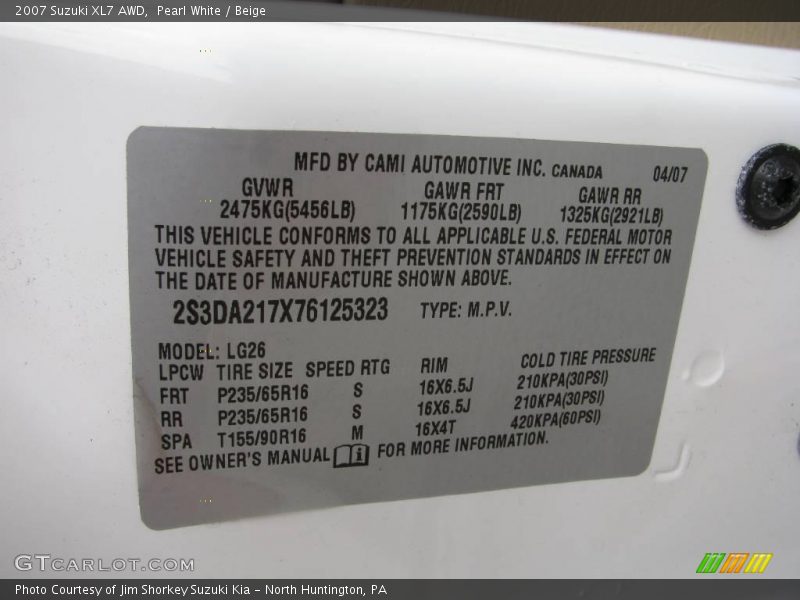 2007 Suzuki XL7 AWD, Pearl White / Beige
MFD BY CAMI AUTOMOTIVE INC. CANADA 04/07
GVWR GAWR FRT GAWR RR
2475KG(5456LB) 1175KG(2590LB) 1325KG(2921LB)
THIS VEHICLE CONFORMS TO ALL APPLICABLE U.S. FEDERAL MOTOR
VEHICLE SAFETY AND THEFT PREVENTION STANDARDS IN EFFECT ON
THE DATE OF MANUFACTURE SHOWN ABOVE.
2S3DA217X76125323 TYPE: M.P.V.
MODEL: LG26
LPCW TIRE SIZE SPEED RTG RIM COLD TIRE PRESSURE
FRT P235/65R16 S 16X6.5J 210KPA(30PSI)
RR P235/65R16 S 16X6.5J 210KPA(30PSI)
SPA T155/90R16 M 16X4T 420KPA(60PSI)
SEE OWNER'S MANUAL FOR MORE INFORMATION.
GTCARLOT.COM
Photo Courtesy of Jim Shorkey Suzuki Kia - North Huntington, PA